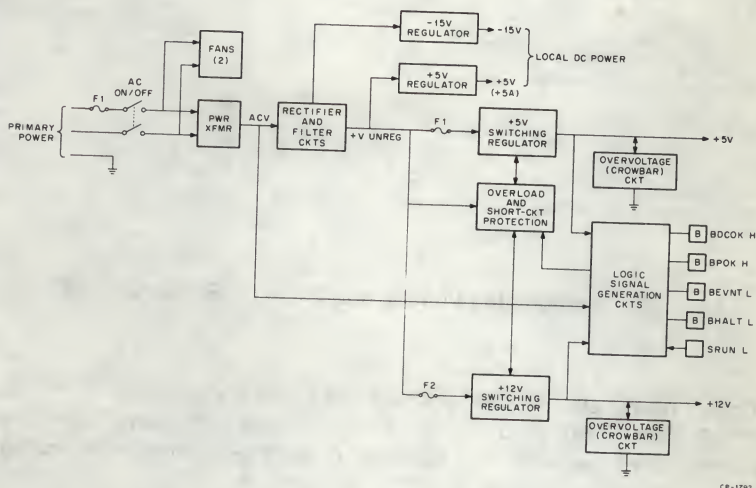 -15V
REGULATOR
-15V
LOCAL DC POWER
+5V
REGULATOR
+5V
(+5A)
FANS
(2)
AC
ON/OFF
F1
PRIMARY
POWER
PWR
XFMR
ACV
RECTIFIER
AND
FILTER
CKTS
+V UNREG
F1
+5V
SWITCHING
REGULATOR
+5V
OVERVOLTAGE
(CROWBAR)
CKT
OVERLOAD
AND
SHORT-CKT
PROTECTION
LOGIC
SIGNAL
GENERATION
CKTS
B BDCOK H
B BPOK H
B BEVNT L
B BHALT L
SRUN L
F2
+12V
SWITCHING
REGULATOR
+12V
OVERVOLTAGE
(CROWBAR)
CKT